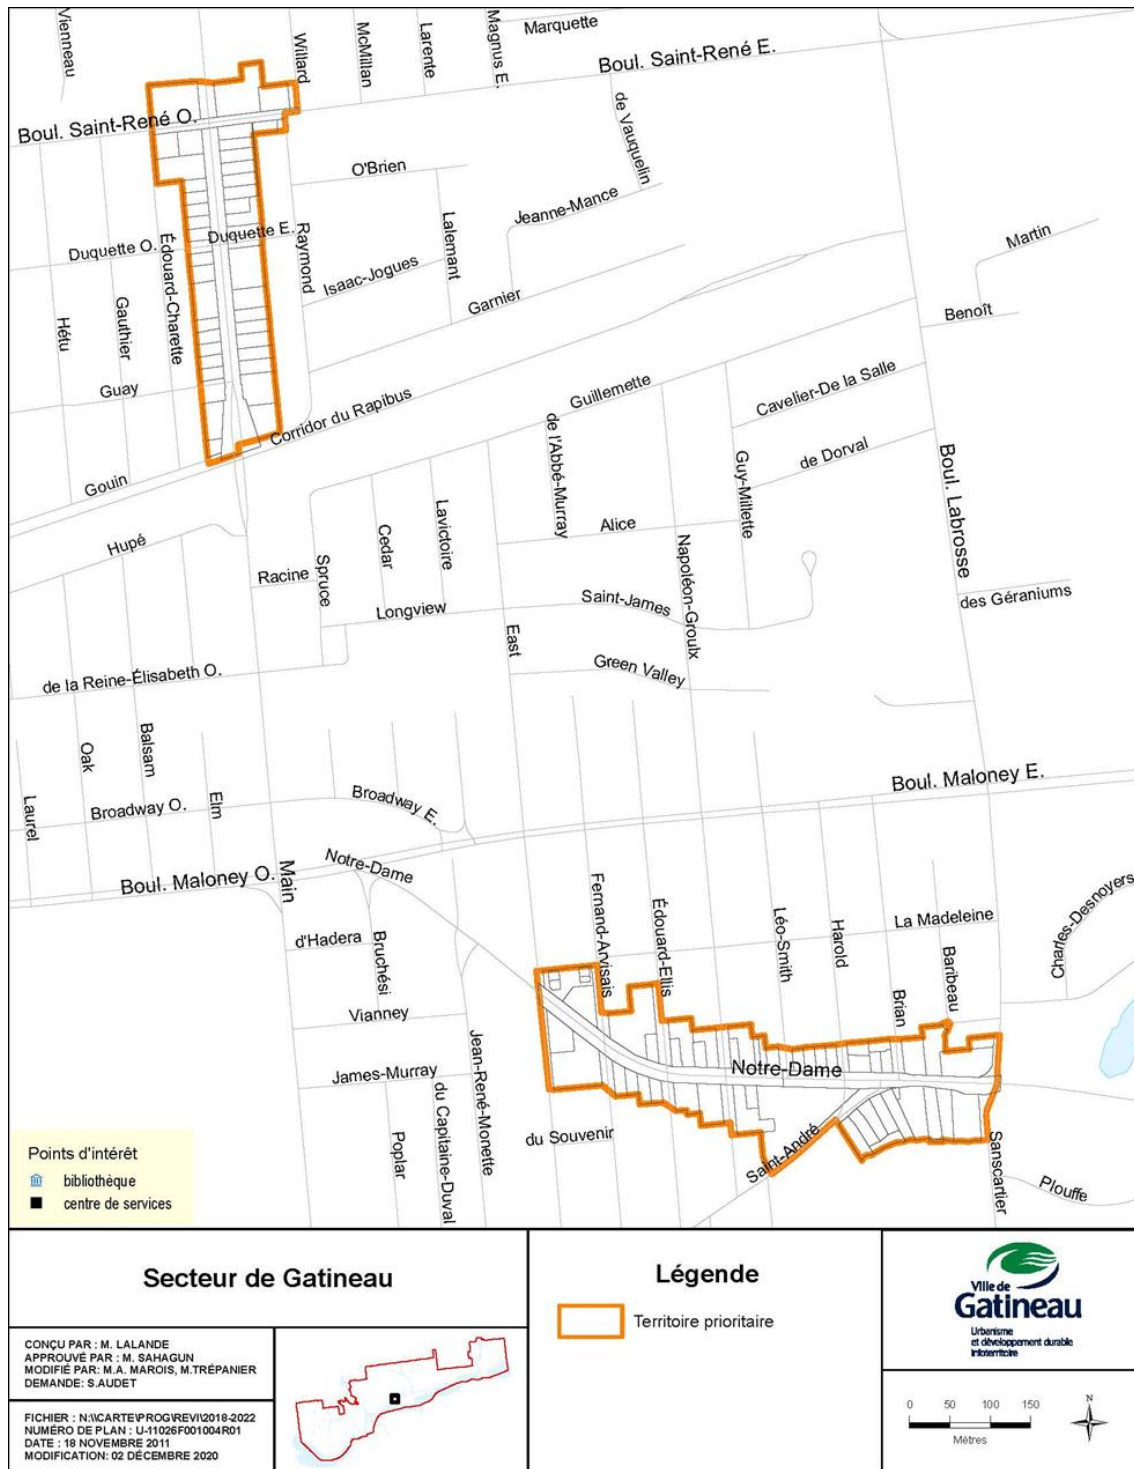 Vienneau
Willard
McMillan
Larente
Magnus E.
Marquette
Boul. Saint-René E.
Boul. Saint-René O.
de Vauquelin
O'Brien
Jeanne-Mance
Lalemant
Duquette E.
Duquette O.
Édouard-Charette
Raymond
Isaac-Jogues
Martin
Garnier
Hétu
Gauthier
Benoît
Guay
Guillemette
Cavelier-De la Salle
Corridor du Rapibus
de l'Abbé-Murray
Guy-Millette
de Dorval
Boul. Labrosse
Gouin
Lavictoire
Cedar
Alice
Hupé
Napoléon-Groulx
Racine
Spruce
Longview
Saint-James
des Géraniums
East
Green Valley
de la Reine-Élisabeth O.
Oak
Balsam
Boul. Maloney E.
Laurel
Broadway O.
Elm
Broadway E.
Boul. Maloney O.
Main
Notre-Dame
Fernand-Arvisais
Édouard-Ellis
Léo-Smith
Harold
La Madeleine
Baribeau
Brian
Charles-Desnoyers
d'Hadera
Bruchési
Vianney
Jean-René-Monette
James-Murray
Notre-Dame
du Capitaine-Duval
Poplar
du Souvenir
Saint-André
Sanscartier
Plouffe
Points d'intérêt
bibliothèque
centre de services
Secteur de Gatineau
CONÇU PAR : M. LALANDE
APPROUVÉ PAR : M. SAHAGUN
MODIFIÉ PAR: M.A. MAROIS, M.TRÉPANIER
DEMANDE: S.AUDET
FICHIER : N:\\CARTE\PROG\REVI\2018-2022
NUMÉRO DE PLAN : U-11026F001004R01
DATE : 18 NOVEMBRE 2011
MODIFICATION: 02 DÉCEMBRE 2020
Légende
Territoire prioritaire
Ville de
Gatineau
Urbanisme
et développement durable
Infoterritoire
0 50 100 150
Mètres
N